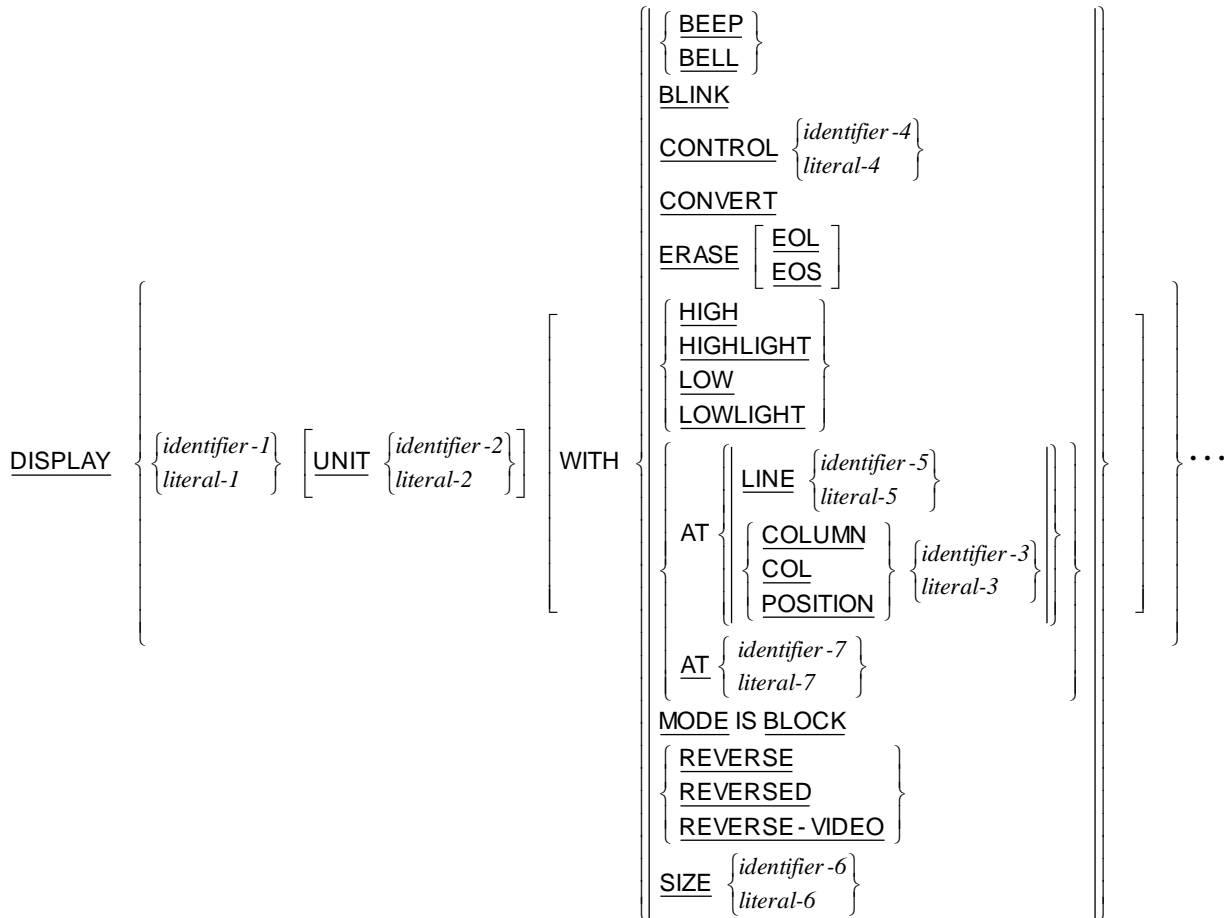 BEEP
BELL
BLINK
CONTROL identifier-4
literal-4
CONVERT
ERASE EOL
EOS
HIGH
HIGHLIGHT
LOW
LOWLIGHT
DISPLAY identifier-1 UNIT identifier-2 WITH
literal-1 literal-2
LINE identifier-5
literal-5
AT
COLUMN
COL identifier-3
POSITION literal-3
AT identifier-7
literal-7
MODE IS BLOCK
REVERSE
REVERSED
REVERSE-VIDEO
SIZE identifier-6
literal-6
...